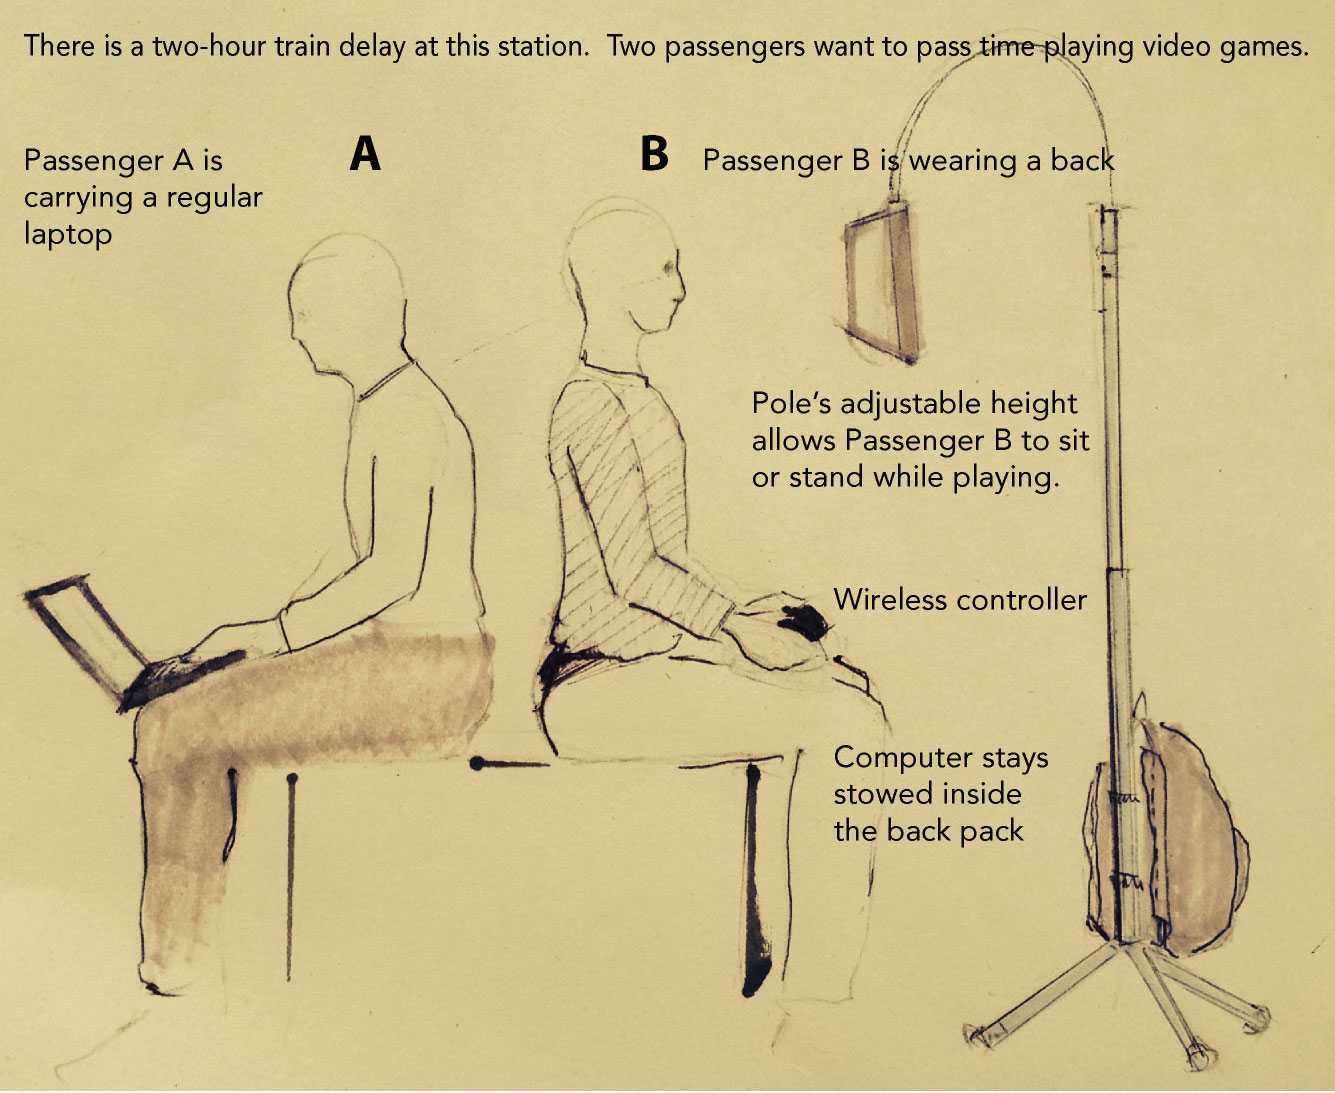 There is a two-hour train delay at this station.  Two passengers want to pass time playing video games.
A
B
Passenger A is
carrying a regular
laptop
Passenger B is wearing a back
Pole's adjustable height
allows Passenger B to sit
or stand while playing.
Wireless controller
Computer stays
stowed inside
the back pack